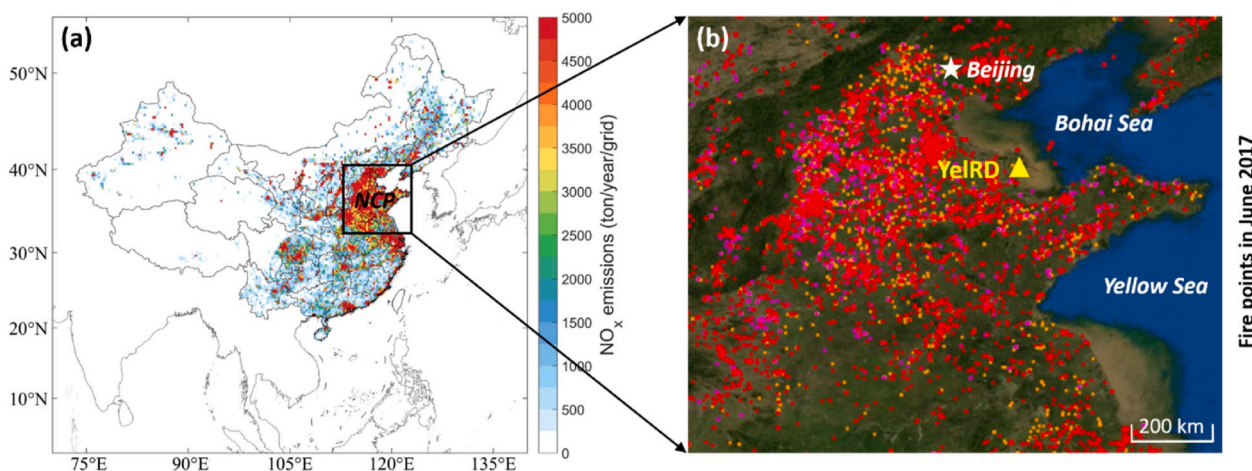 (a)
50°N
40°N
30°N
20°N
10°N
75°E
90°E
105°E
120°E
135°E
NCP
5000
4500
4000
3500
3000
2500
2000
1500
1000
500
0
NOx emissions (ton/year/grid)
(b)
Beijing
Bohai Sea
YelRD
Yellow Sea
200 km
Fire points in June 2017